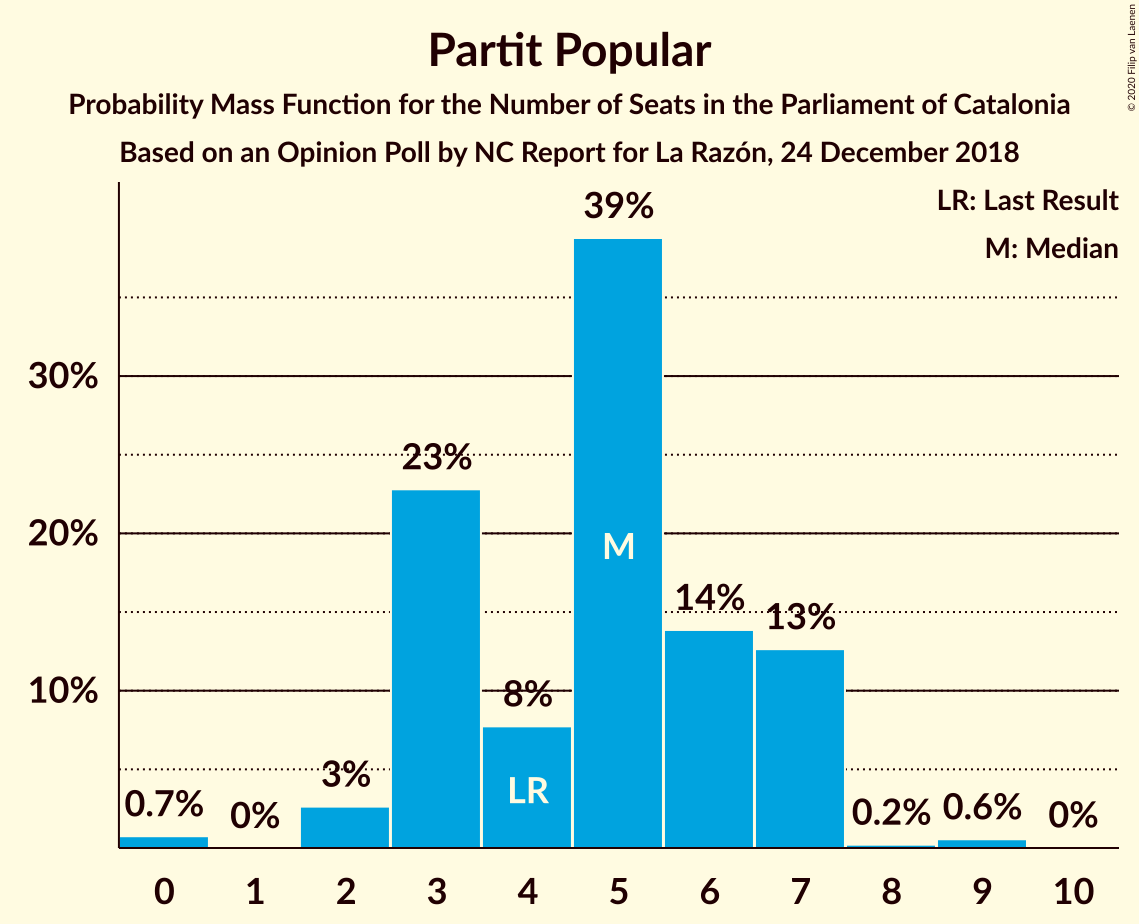 Partit Popular
Probability Mass Function for the Number of Seats in the Parliament of Catalonia
Based on an Opinion Poll by NC Report for La Razón, 24 December 2018
© 2020 Filip van Laenen
LR: Last Result
M: Median
39%
30%
23%
20%
M
14%
13%
10%
8%
LR
3%
0.7%
0%
0.2%
0.6%
0%
0 1 2 3 4 5 6 7 8 9 10